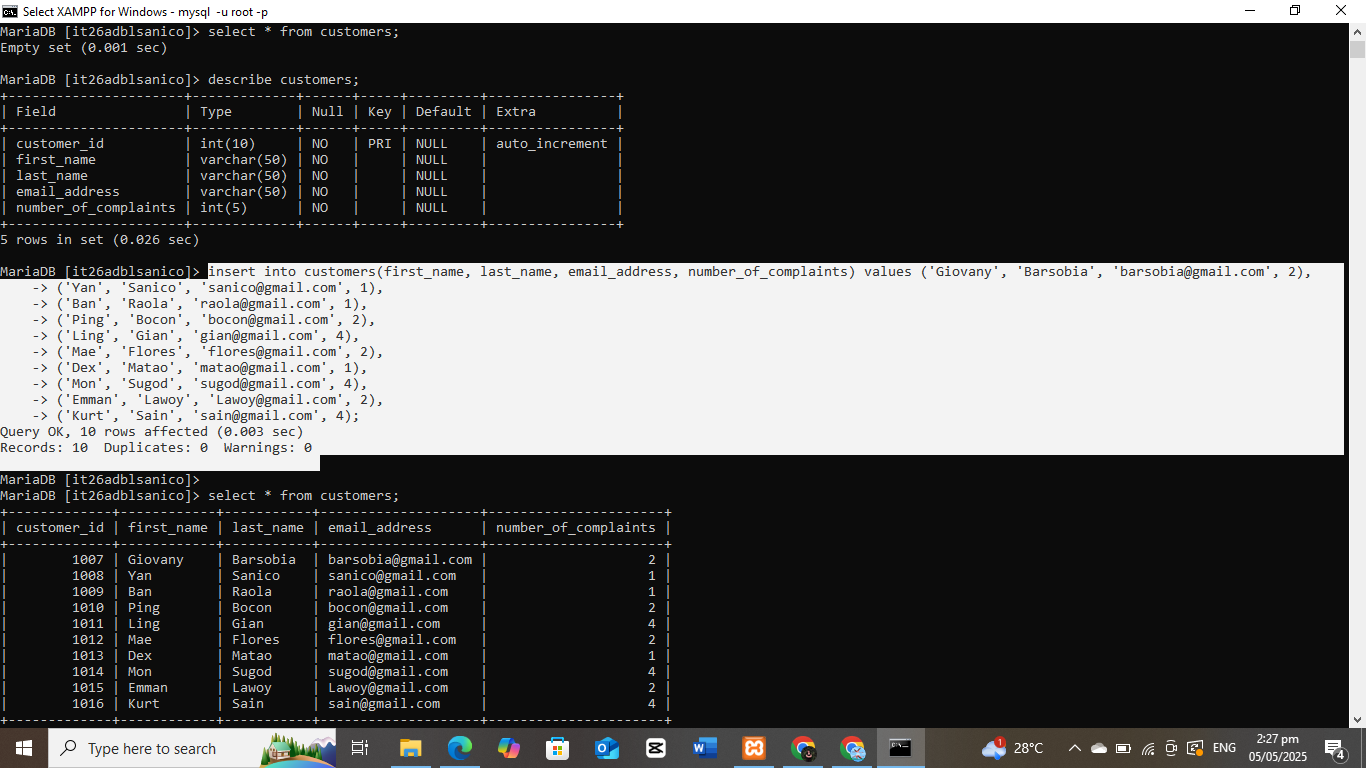 Select XAMPP for Windows - mysql  -u root -p
MariaDB [it26adblsanico]> select * from customers;
Empty set (0.001 sec)
MariaDB [it26adblsanico]> describe customers;
+---------------------+-------------+------+-----+---------+----------------+
| Field               | Type        | Null | Key | Default | Extra          |
+---------------------+-------------+------+-----+---------+----------------+
| customer_id         | int(10)     | NO   | PRI | NULL    | auto_increment |
| first_name          | varchar(50) | NO   |     | NULL    |                |
| last_name           | varchar(50) | NO   |     | NULL    |                |
| email_address       | varchar(50) | NO   |     | NULL    |                |
| number_of_complaints | int(5)      | NO   |     | NULL    |                |
+---------------------+-------------+------+-----+---------+----------------+
5 rows in set (0.026 sec)
MariaDB [it26adblsanico]> insert into customers(first_name, last_name, email_address, number_of_complaints) values ('Giovany', 'Barsobia', 'barsobia@gmail.com', 2),
    -> ('Yan', 'Sanico', 'sanico@gmail.com', 1),
    -> ('Ban', 'Raola', 'raola@gmail.com', 1),
    -> ('Ping', 'Bocon', 'bocon@gmail.com', 2),
    -> ('Ling', 'Gian', 'gian@gmail.com', 4),
    -> ('Mae', 'Flores', 'flores@gmail.com', 2),
    -> ('Dex', 'Matao', 'matao@gmail.com', 1),
    -> ('Mon', 'Sugod', 'sugod@gmail.com', 4),
    -> ('Emman', 'Lawoy', 'Lawoy@gmail.com', 2),
    -> ('Kurt', 'Sain', 'sain@gmail.com', 4);
Query OK, 10 rows affected (0.003 sec)
Records: 10  Duplicates: 0  Warnings: 0
MariaDB [it26adblsanico]>
MariaDB [it26adblsanico]> select * from customers;
+-------------+------------+-----------+--------------------+----------------------+
| customer_id | first_name | last_name | email_address      | number_of_complaints |
+-------------+------------+-----------+--------------------+----------------------+
|        1007 | Giovany    | Barsobia  | barsobia@gmail.com |                    2 |
|        1008 | Yan        | Sanico    | sanico@gmail.com   |                    1 |
|        1009 | Ban        | Raola     | raola@gmail.com    |                    1 |
|        1010 | Ping       | Bocon     | bocon@gmail.com    |                    2 |
|        1011 | Ling       | Gian      | gian@gmail.com     |                    4 |
|        1012 | Mae        | Flores    | flores@gmail.com   |                    2 |
|        1013 | Dex        | Matao     | matao@gmail.com    |                    1 |
|        1014 | Mon        | Sugod     | sugod@gmail.com    |                    4 |
|        1015 | Emman      | Lawoy     | Lawoy@gmail.com    |                    2 |
|        1016 | Kurt       | Sain      | sain@gmail.com     |                    4 |
+-------------+------------+-----------+--------------------+----------------------+
Type here to search
1
28°C
ENG
2:27 pm
05/05/2025
4